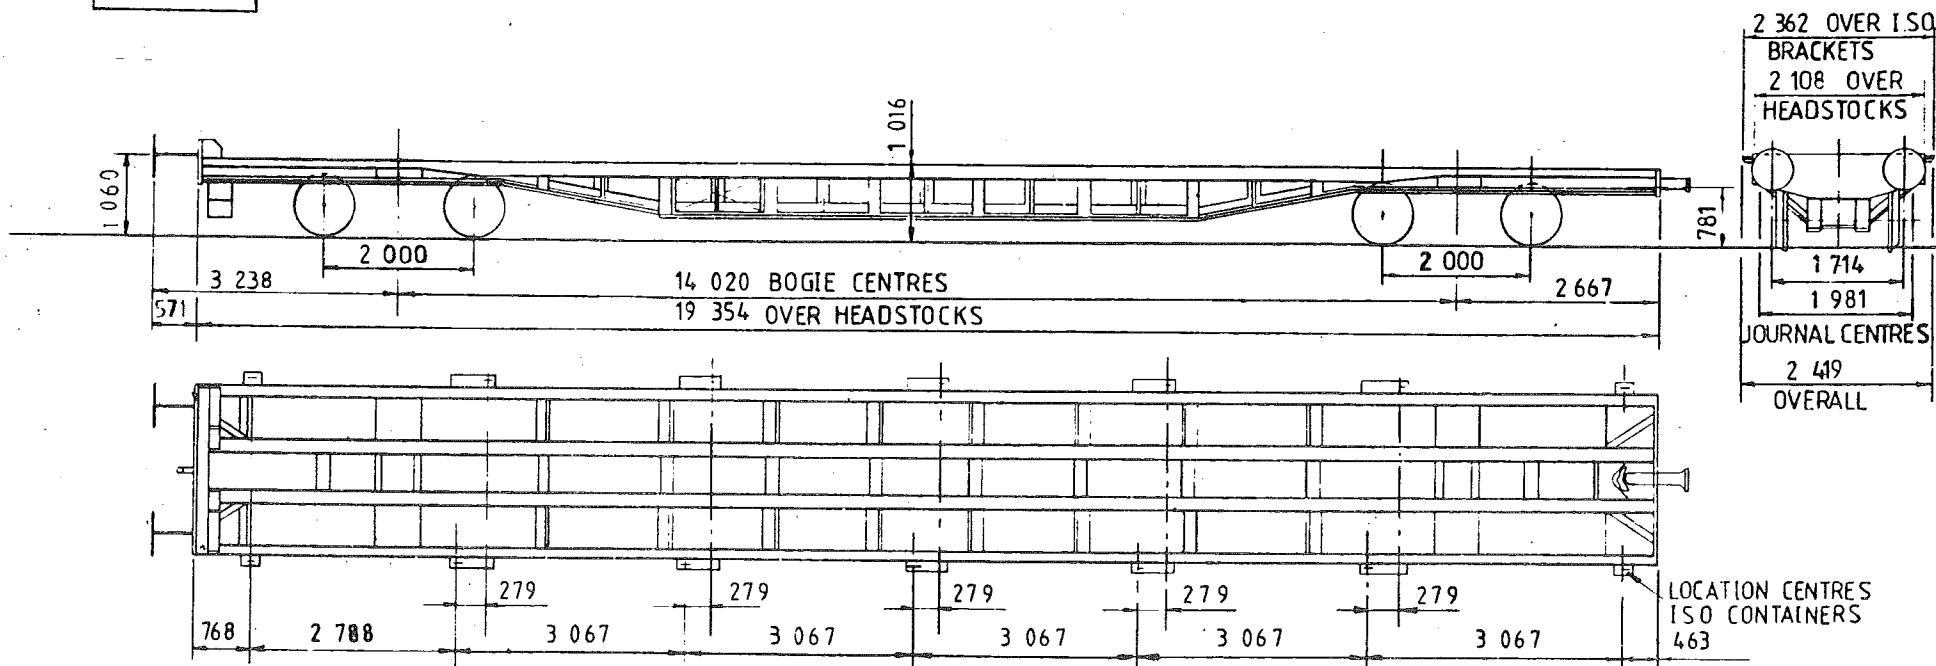 2 362 OVER I.SO
BRACKETS
2 108 OVER
HEADSTOCKS
1 016
1 060
781
2 000
2 000
1 714
3 238
14 020 BOGIE CENTRES
2 667
1 981
571
19 354 OVER HEADSTOCKS
JOURNAL CENTRES
2 419
OVERALL
279
279
279
279
279
LOCATION CENTRES
ISO CONTAINERS
463
768
2 788
3 067
3 067
3 067
3 067
3 067